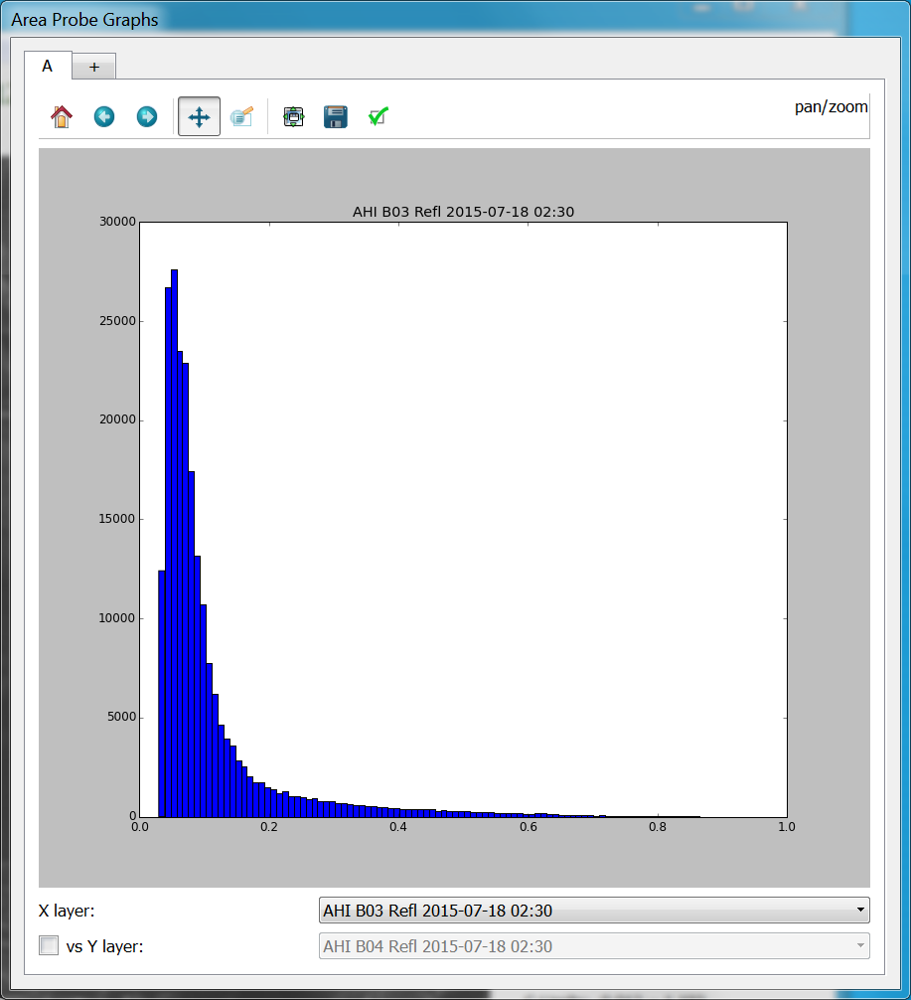 Area Probe Graphs
A +
pan/zoom
AHI B03 Refl 2015-07-18 02:30
30000
25000
20000
15000
10000
5000
0
0.0 0.2 0.4 0.6 0.8 1.0
X layer: AHI B03 Refl 2015-07-18 02:30
vs Y layer: AHI B04 Refl 2015-07-18 02:30